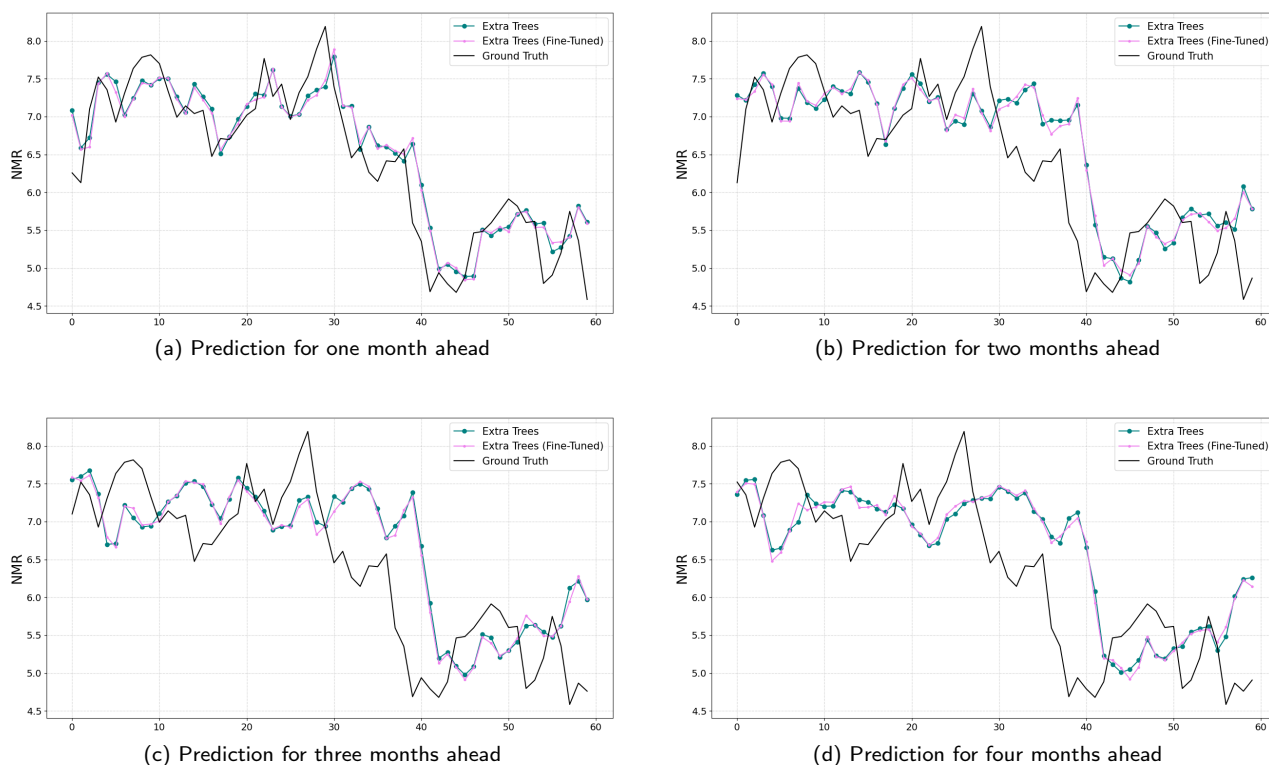 Extra Trees
Extra Trees (Fine-Tuned)
Ground Truth
NMR
8.0
7.5
7.0
6.5
6.0
5.5
5.0
4.5
0 10 20 30 40 50 60
(a) Prediction for one month ahead
Extra Trees
Extra Trees (Fine-Tuned)
Ground Truth
NMR
8.0
7.5
7.0
6.5
6.0
5.5
5.0
4.5
0 10 20 30 40 50 60
(b) Prediction for two months ahead
Extra Trees
Extra Trees (Fine-Tuned)
Ground Truth
NMR
8.0
7.5
7.0
6.5
6.0
5.5
5.0
4.5
0 10 20 30 40 50 60
(c) Prediction for three months ahead
Extra Trees
Extra Trees (Fine-Tuned)
Ground Truth
NMR
8.0
7.5
7.0
6.5
6.0
5.5
5.0
4.5
0 10 20 30 40 50 60
(d) Prediction for four months ahead